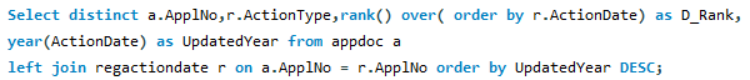 Select distinct a.ApplNo,r.ActionType,rank() over( order by r.ActionDate) as D_Rank,
year(ActionDate) as UpdatedYear from appdoc a
left join regactiondate r on a.ApplNo = r.ApplNo order by UpdatedYear DESC;